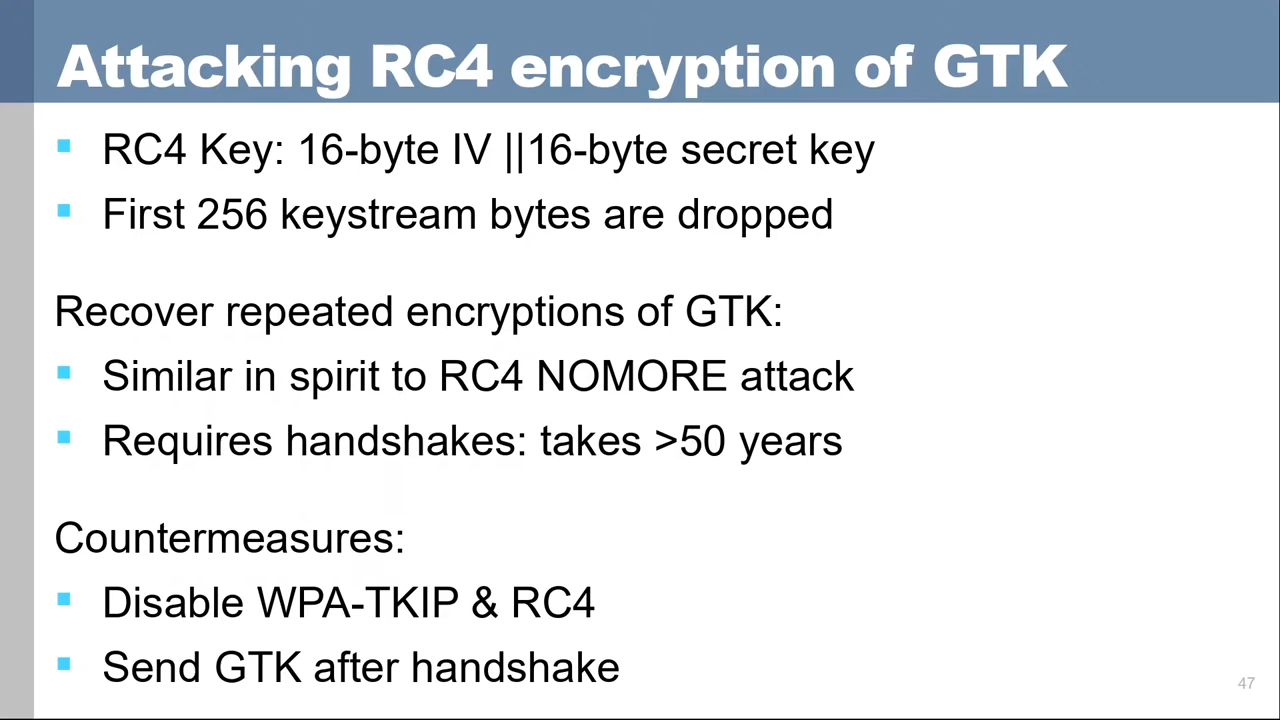 Attacking RC4 encryption of GTK
RC4 Key: 16-byte IV ||16-byte secret key
First 256 keystream bytes are dropped
Recover repeated encryptions of GTK:
Similar in spirit to RC4 NOMORE attack
Requires handshakes: takes >50 years
Countermeasures:
Disable WPA-TKIP & RC4
Send GTK after handshake
47